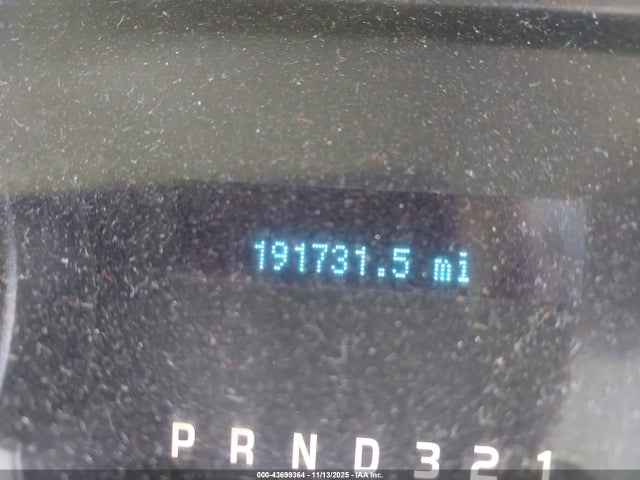 191731.5 mi
P R N D 3 2 1
000-43699364 - 11/13/2025 - IAA Inc.